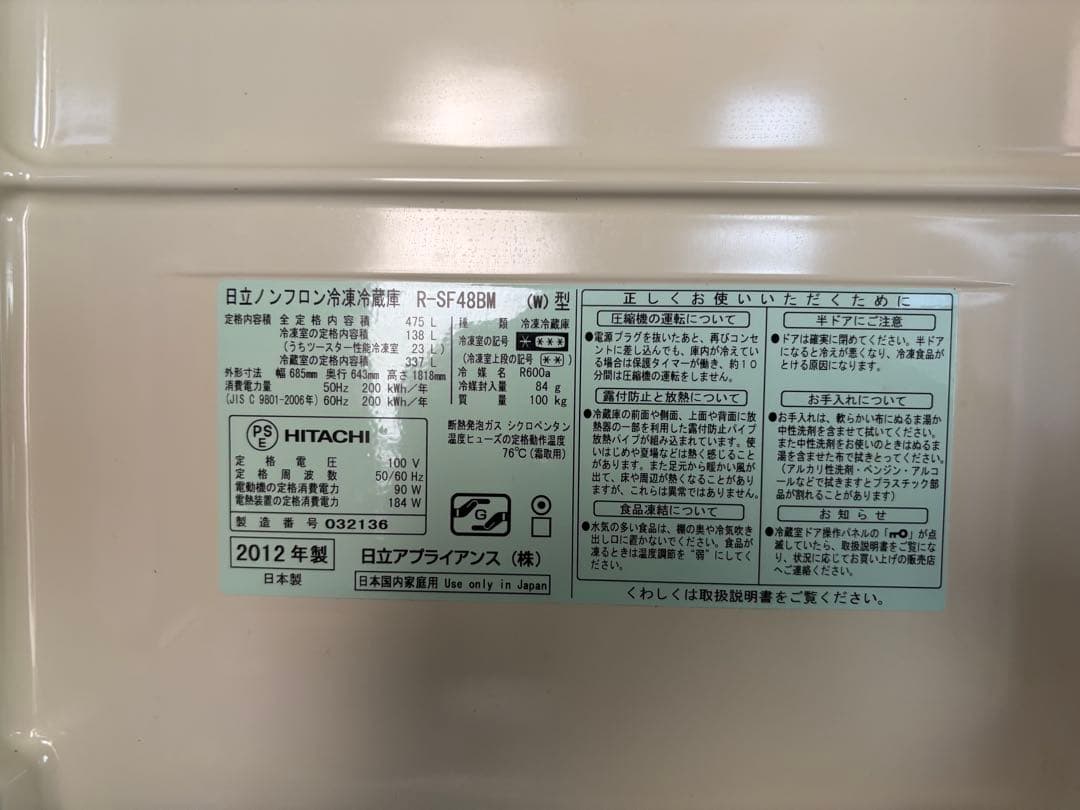 日立ノンフロン冷凍冷蔵庫 R-SF48BM (W)型
定格内容積 全定格内容積 475 L
冷凍室の定格内容積 138 L
(うちツースター性能冷凍室 23 L)
冷蔵室の定格内容積 337 L
外形寸法 幅 685mm 奥行 643mm 高さ 1818mm
消費電力量 50Hz 200 kWh/年
(JIS C 9801-2006年) 60Hz 200 kWh/年
種類 冷凍冷蔵庫
冷凍室の記号 * ***
(冷凍室上段の記号 **)
冷媒名 R600a
冷媒封入量 84 g
質量 100 kg
PSE HITACHI
定格電圧 100 V
定格周波数 50/60 Hz
電動機の定格消費電力 90 W
電熱装置の定格消費電力 184 W
製造番号 032136
断熱発泡ガス シクロペンタン
温度ヒューズの定格動作温度
76℃(霜取用)
G
2012年製
日本製
日立アプライアンス(株)
日本国内家庭用 Use only in Japan
正しくお使いいただくために
圧縮機の運転について
●電源プラグを抜いたあと、再びコンセ
ントに差し込んでも、庫内が冷えてい
る場合は保護タイマーが働き、約10
分間は圧縮機の運転をしません。
露付防止と放熱について
●冷蔵庫の前面や側面、上面や背面に放
熱器の一部を利用した露付防止パイプ
放熱パイプが組み込まれています。使
いはじめや夏場などは熱く感じること
があります。また足元から暖かい風が
出て、床や周辺が熱くなることがあり
ますが、これらは異常ではありません。
食品凍結について
●水気の多い食品は、棚の奥や冷気吹き
出し口に置かないでください。食品が
凍るときは温度調節を“弱”にしてく
ださい。
半ドアにご注意
●ドアは確実に閉めてください。半ドア
になると冷えが悪くなり、冷凍食品が
とける原因になります。
お手入れについて
●お手入れは、軟らかい布にぬるま湯か
中性洗剤を含ませて拭いてください。
また中性洗剤をお使いのときはぬるま
湯を含ませた布で拭きとってください。
(アルカリ性洗剤・ベンジン・アルコ
ールなどで拭きますとプラスチック部
品が割れることがあります)
お知らせ
●冷蔵室ドア操作パネルの「」が点
滅していたら、取扱説明書をご覧にな
り、状況に応じてお買い上げの販売店
へご連絡ください。
くわしくは取扱説明書をご覧ください。